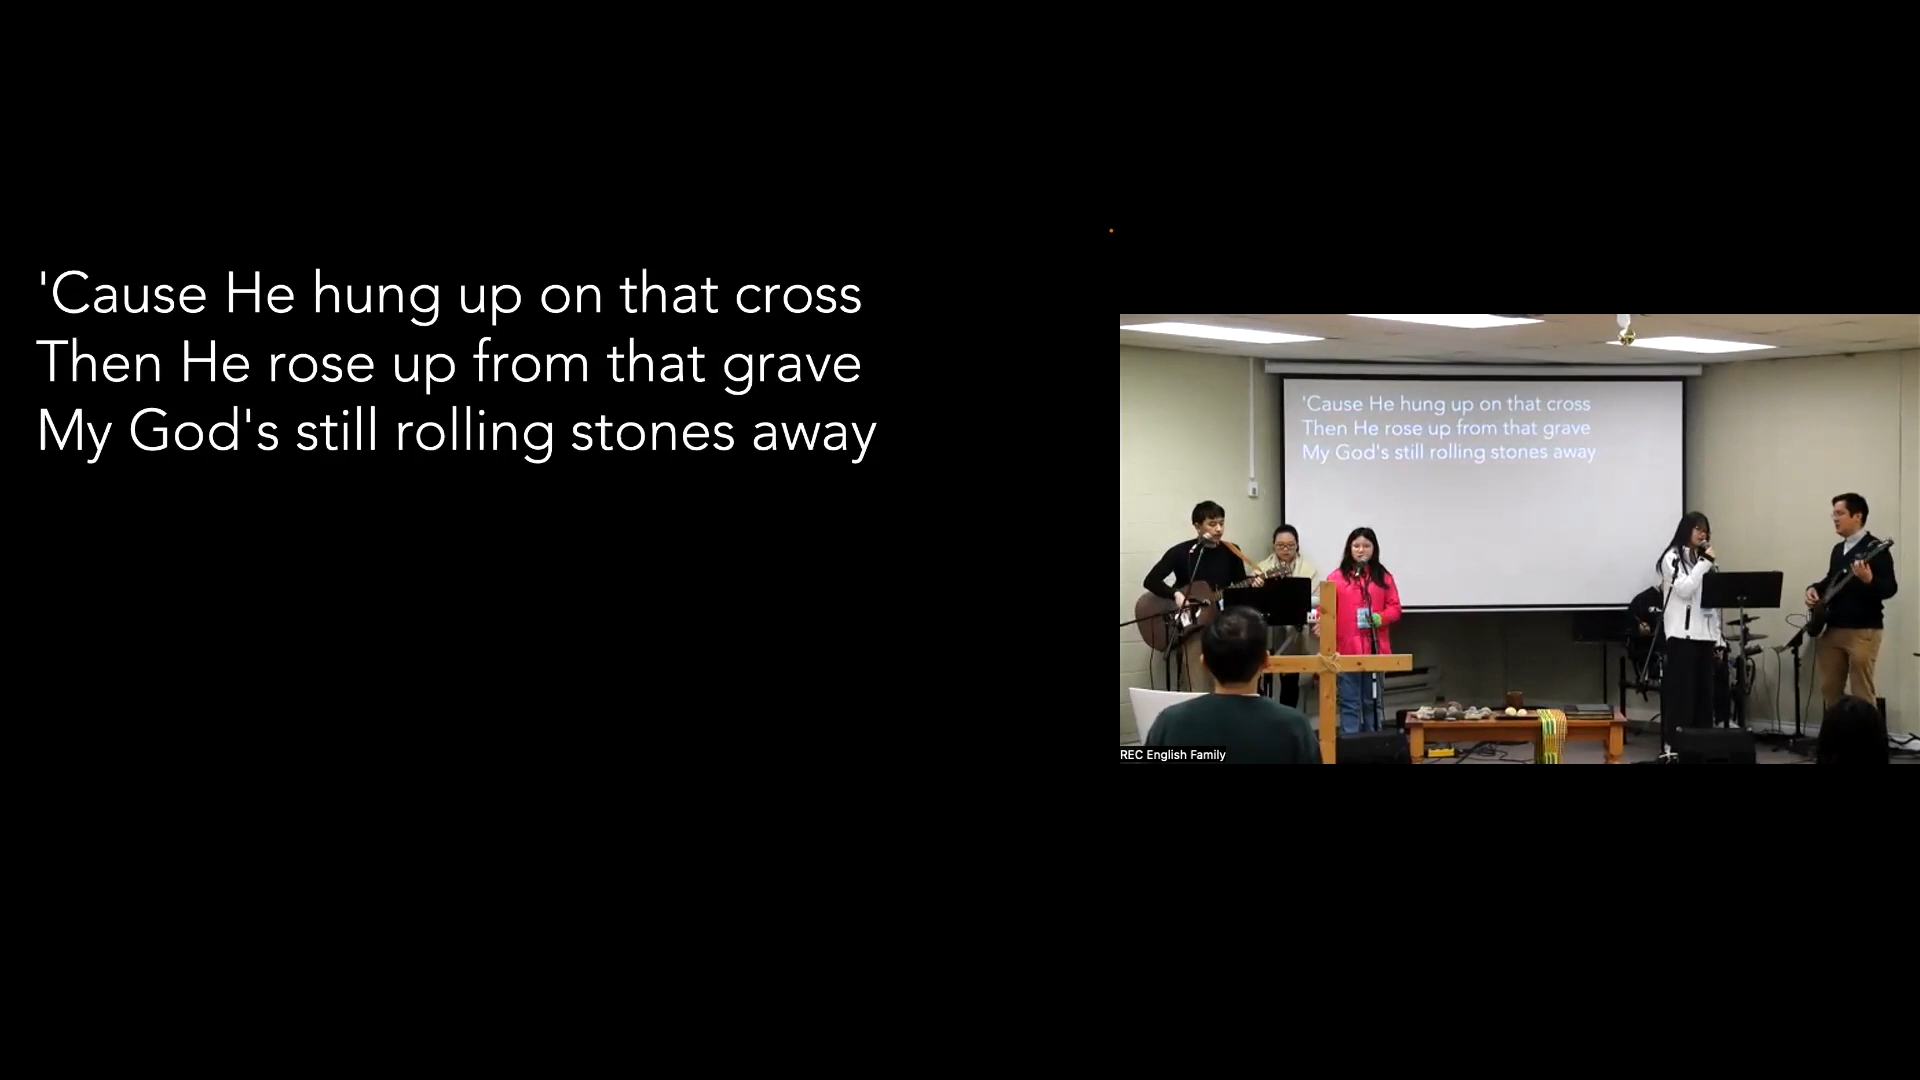 'Cause He hung up on that cross
Then He rose up from that grave
My God's still rolling stones away
'Cause He hung up on that cross
Then He rose up from that grave
My God's still rolling stones away
REC English Family